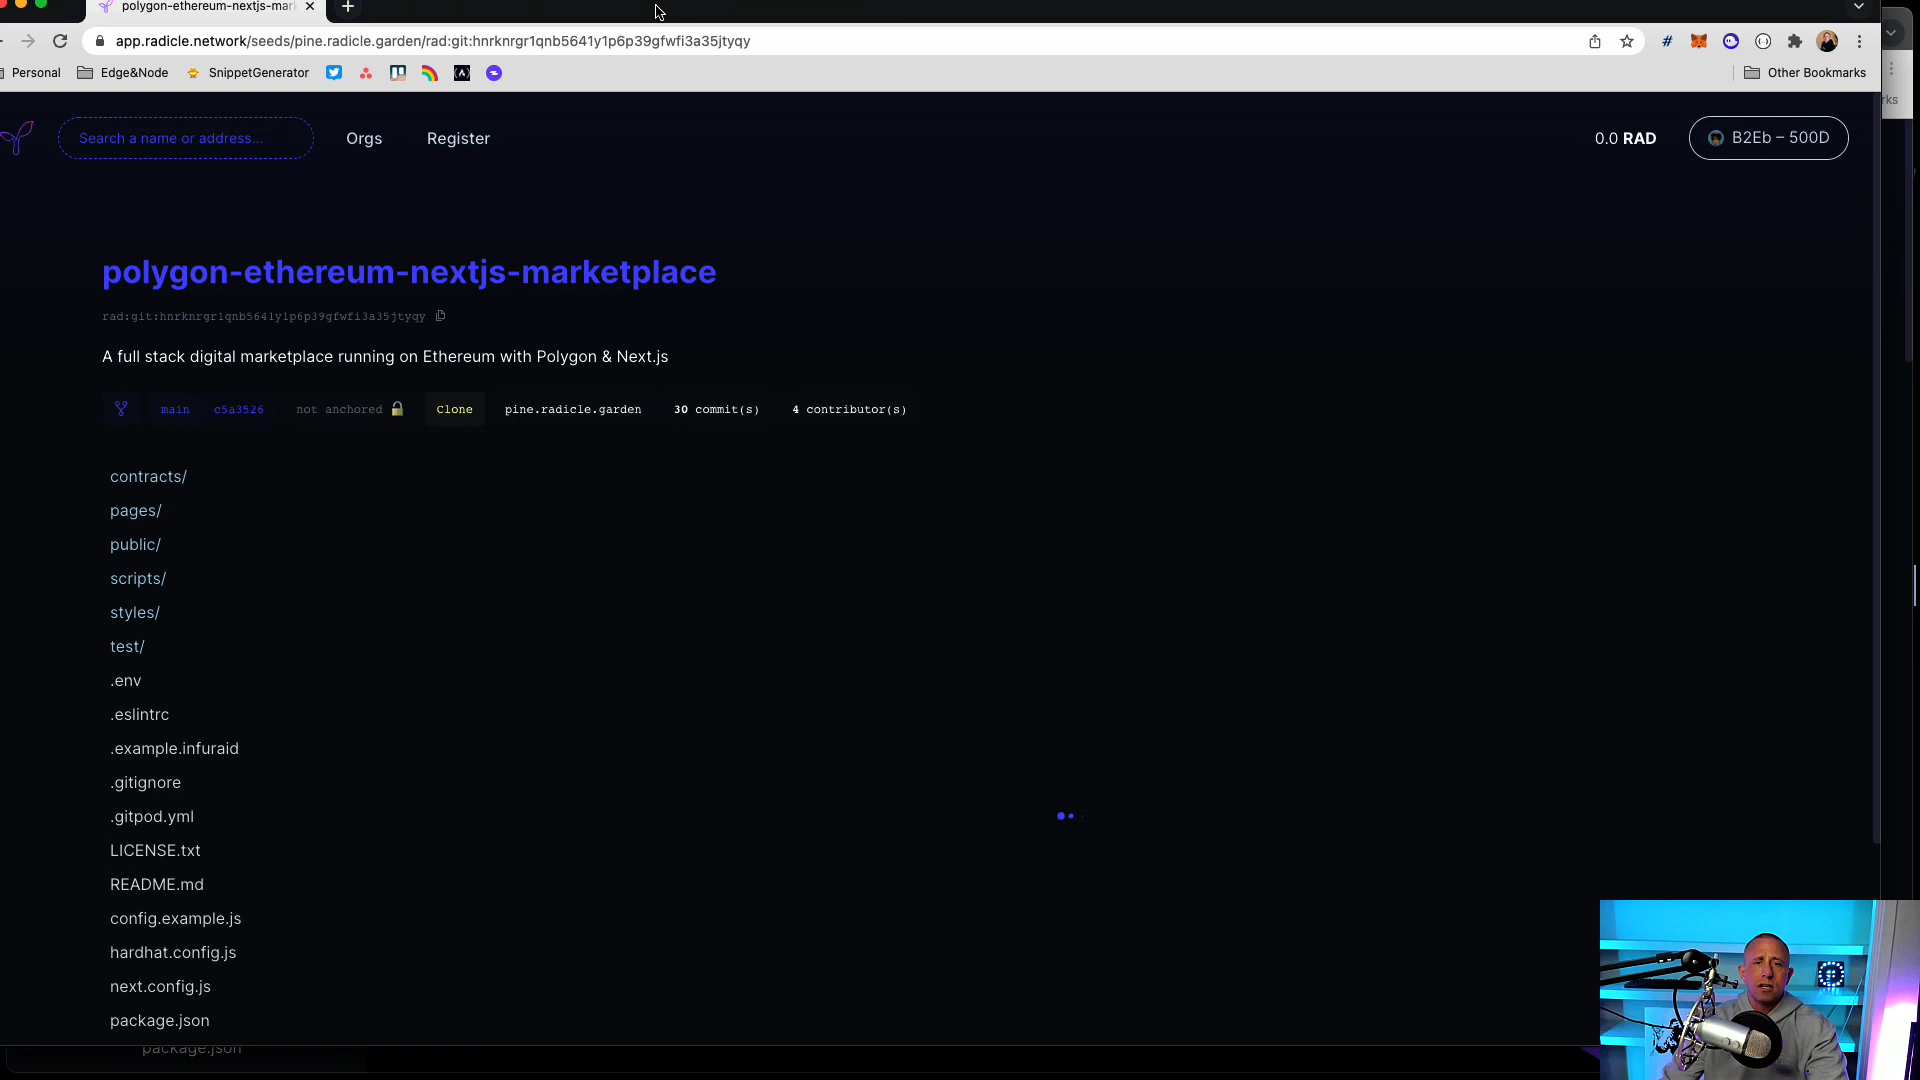 polygon-ethereum-nextjs-mar
app.radicle.network/seeds/pine.radicle.garden/rad:git:hnrknrgr1qnb5641y1p6p39gfwfi3a35jtyqy
Personal Edge&Node SnippetGenerator Other Bookmarks
Search a name or address... Orgs Register 0.0 RAD B2Eb – 500D
polygon-ethereum-nextjs-marketplace
rad:git:hnrknrgr1qnb5641y1p6p39gfwfi3a35jtyqy
A full stack digital marketplace running on Ethereum with Polygon & Next.js
main c5a3526 not anchored Clone pine.radicle.garden 30 commit(s) 4 contributor(s)
contracts/
pages/
public/
scripts/
styles/
test/
.env
.eslintrc
.example.infuraid
.gitignore
.gitpod.yml
LICENSE.txt
README.md
config.example.js
hardhat.config.js
next.config.js
package.json
package.json